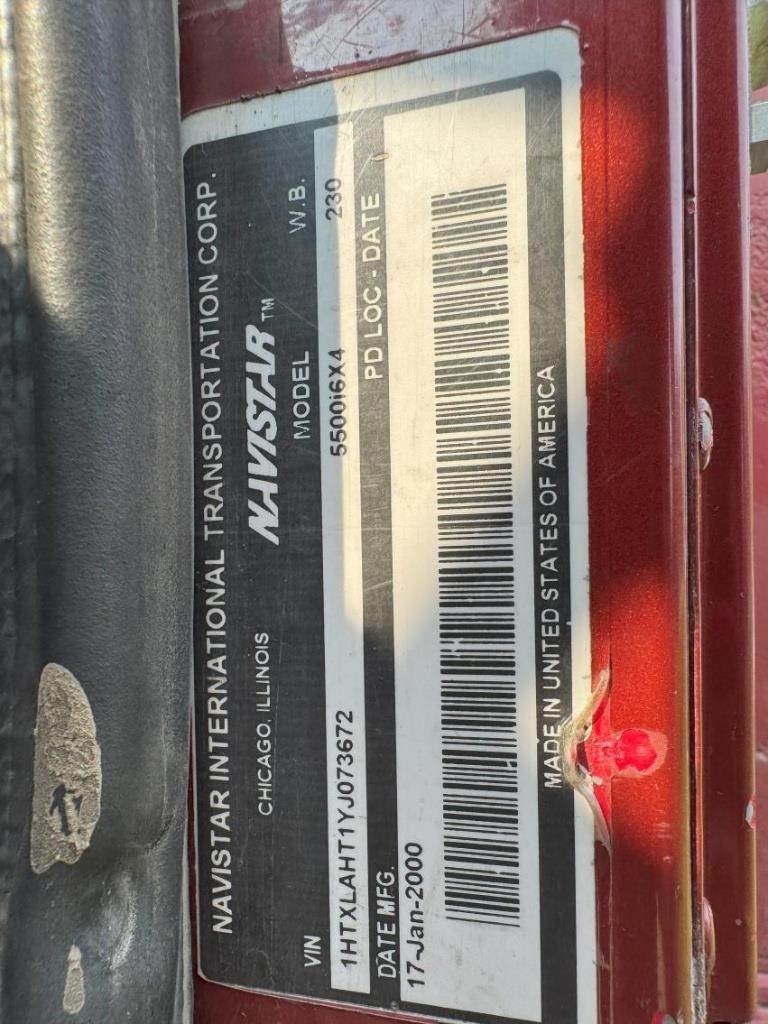 NAVISTAR INTERNATIONAL TRANSPORTATION CORP.
CHICAGO, ILLINOIS NAVISTAR™
VIN MODEL W.B.
1HTXLAHT1YJ073672 5500i6X4 230
DATE MFG. PD LOC - DATE
17-Jan-2000
MADE IN UNITED STATES OF AMERICA